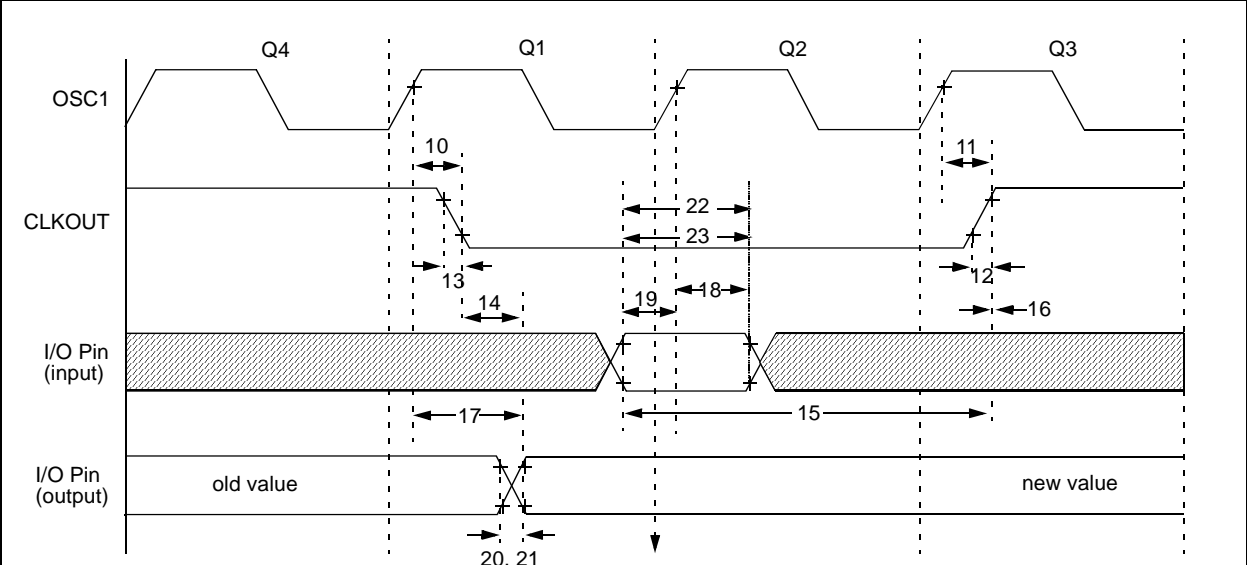 Q4 Q1 Q2 Q3
OSC1
10 11
22
CLKOUT
23
13 12
19 18
14 16
I/O Pin
(input)
17 15
I/O Pin
(output)
old value new value
20, 21